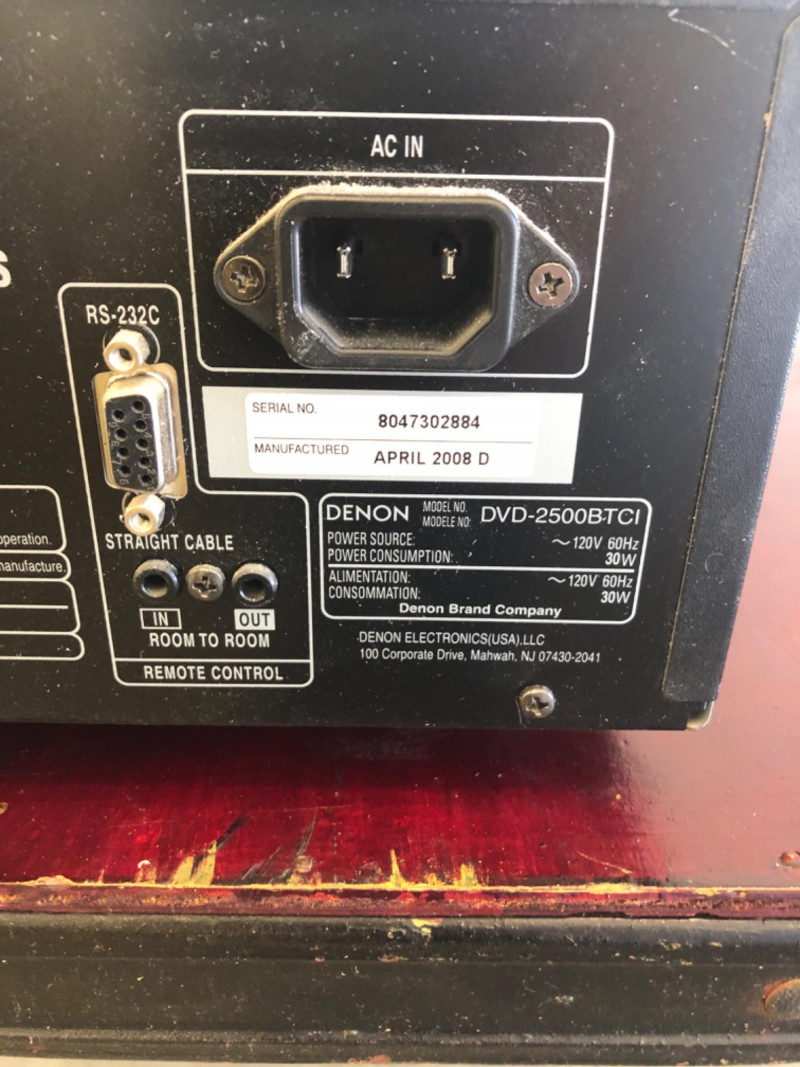 AC IN
S
RS-232C
SERIAL NO.
8047302884
MANUFACTURED
APRIL 2008 D
operation.
manufacture.
STRAIGHT CABLE
IN
OUT
ROOM TO ROOM
REMOTE CONTROL
DENON
MODEL NO.
MODELE NO:
DVD-2500BTCI
POWER SOURCE: ~120V 60Hz
POWER CONSUMPTION: 30W
ALIMENTATION: ~120V 60Hz
CONSOMMATION: 30W
Denon Brand Company
DENON ELECTRONICS(USA),LLC
100 Corporate Drive, Mahwah, NJ 07430-2041